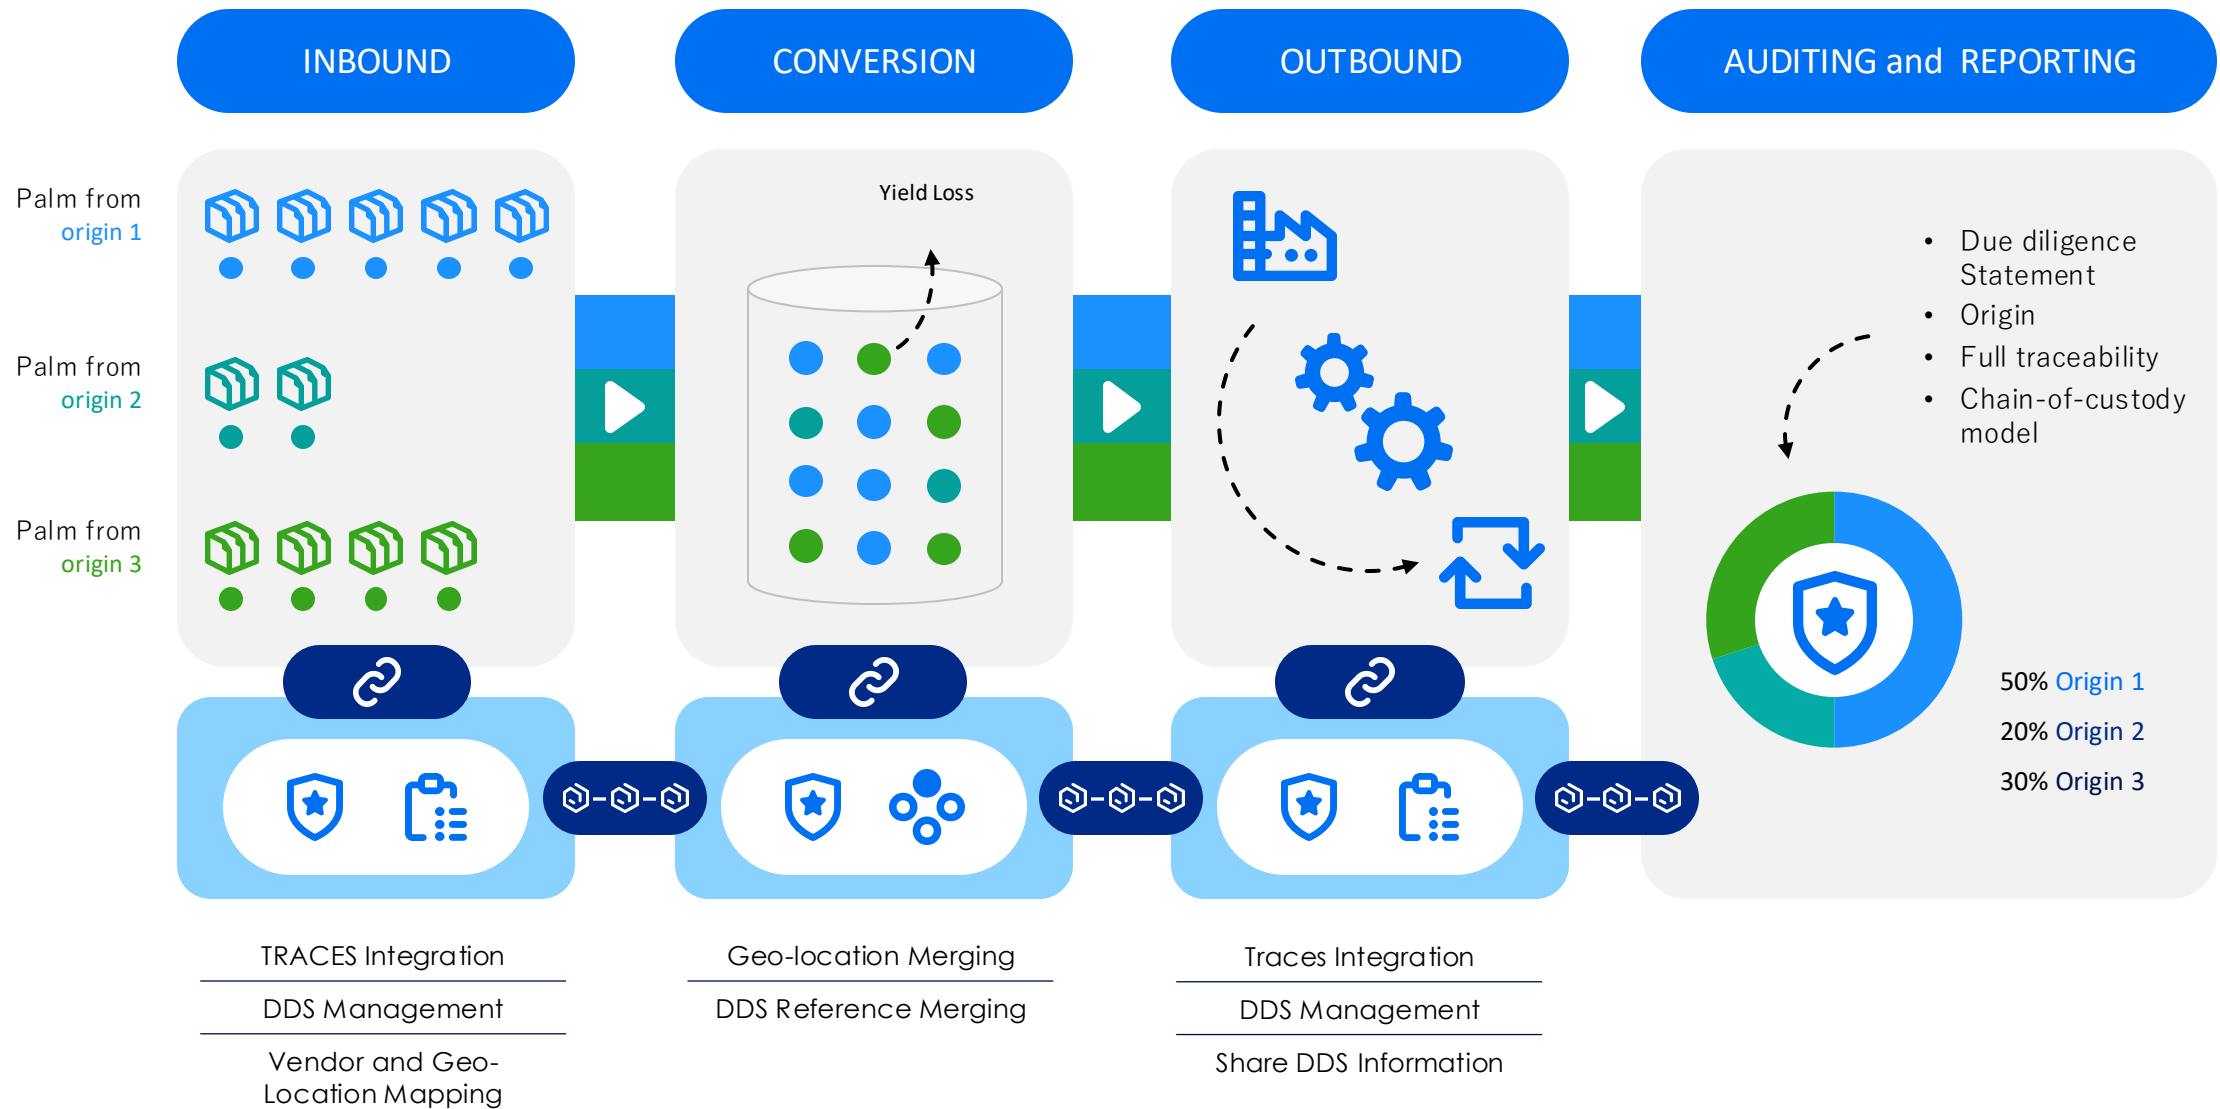 INBOUND
CONVERSION
OUTBOUND
AUDITING and REPORTING
Palm from
origin 1
Palm from
origin 2
Palm from
origin 3
Yield Loss
• Due diligence
Statement
• Origin
• Full traceability
• Chain-of-custody
model
50% Origin 1
20% Origin 2
30% Origin 3
TRACES Integration
DDS Management
Vendor and Geo-
Location Mapping
Geo-location Merging
DDS Reference Merging
Traces Integration
DDS Management
Share DDS Information